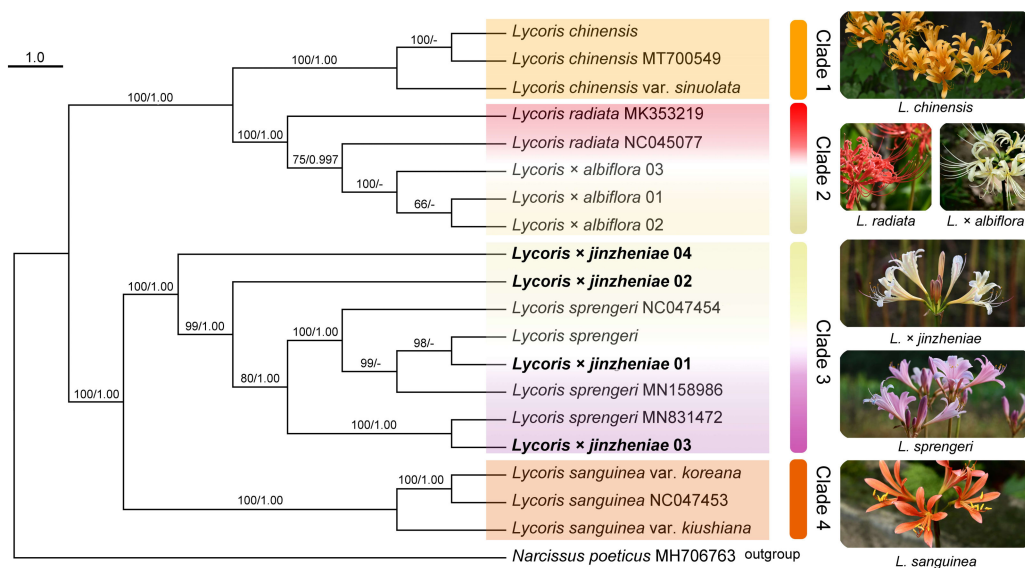 1.0
100/-
100/1.00
100/1.00
100/1.00
75/0.997
100/-
66/-
100/1.00
99/1.00
100/1.00
98/-
99/-
80/1.00
100/1.00
100/1.00
100/1.00
100/1.00
Lycoris chinensis
Lycoris chinensis MT700549
Lycoris chinensis var. sinuolata
Lycoris radiata MK353219
Lycoris radiata NC045077
Lycoris × albiflora 03
Lycoris × albiflora 01
Lycoris × albiflora 02
Lycoris × jinzheniae 04
Lycoris × jinzheniae 02
Lycoris sprengeri NC047454
Lycoris sprengeri
Lycoris × jinzheniae 01
Lycoris sprengeri MN158986
Lycoris sprengeri MN831472
Lycoris × jinzheniae 03
Lycoris sanguinea var. koreana
Lycoris sanguinea NC047453
Lycoris sanguinea var. kiushiana
Narcissus poeticus MH706763 outgroup
Clade 1
Clade 2
Clade 3
Clade 4
L. chinensis
L. radiata
L. × albiflora
L. × jinzheniae
L. sprengeri
L. sanguinea